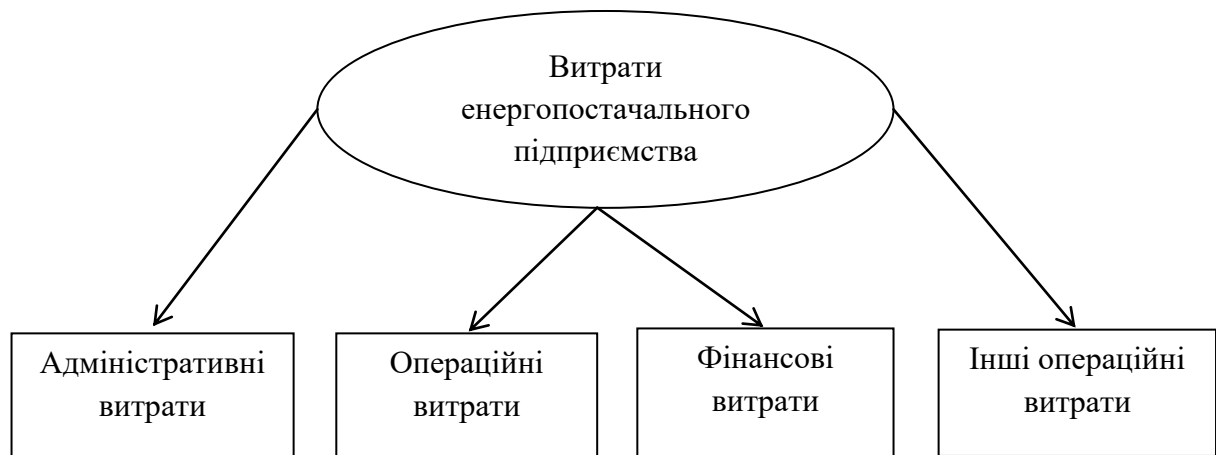 Витрати
енергопостачального
підприємства
Адміністративні
витрати
Операційні
витрати
Фінансові
витрати
Інші операційні
витрати